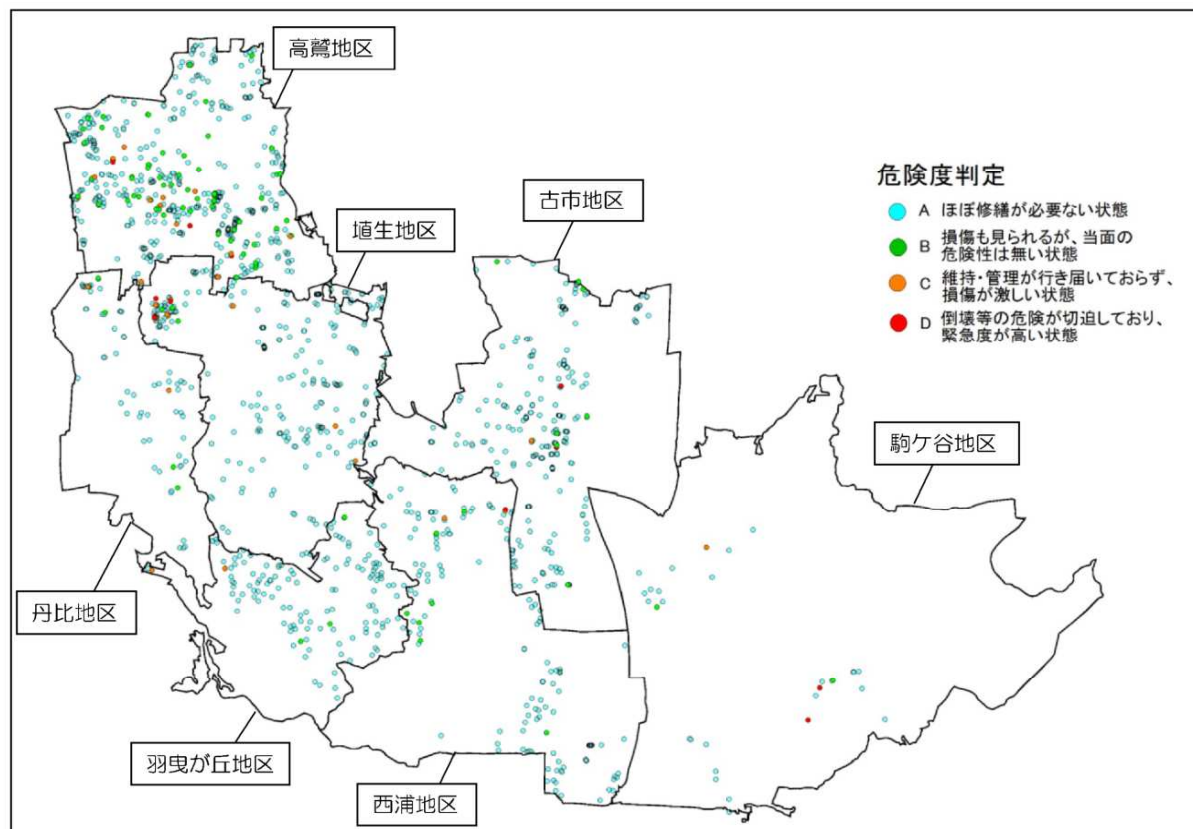 高鷲地区
古市地区
埴生地区
危険度判定
A ほぼ修繕が必要ない状態
B 損傷も見られるが、当面の
危険性は無い状態
C 維持・管理が行き届いておらず、
損傷が激しい状態
D 倒壊等の危険が切迫しており、
緊急度が高い状態
駒ケ谷地区
丹比地区
羽曳が丘地区
西浦地区